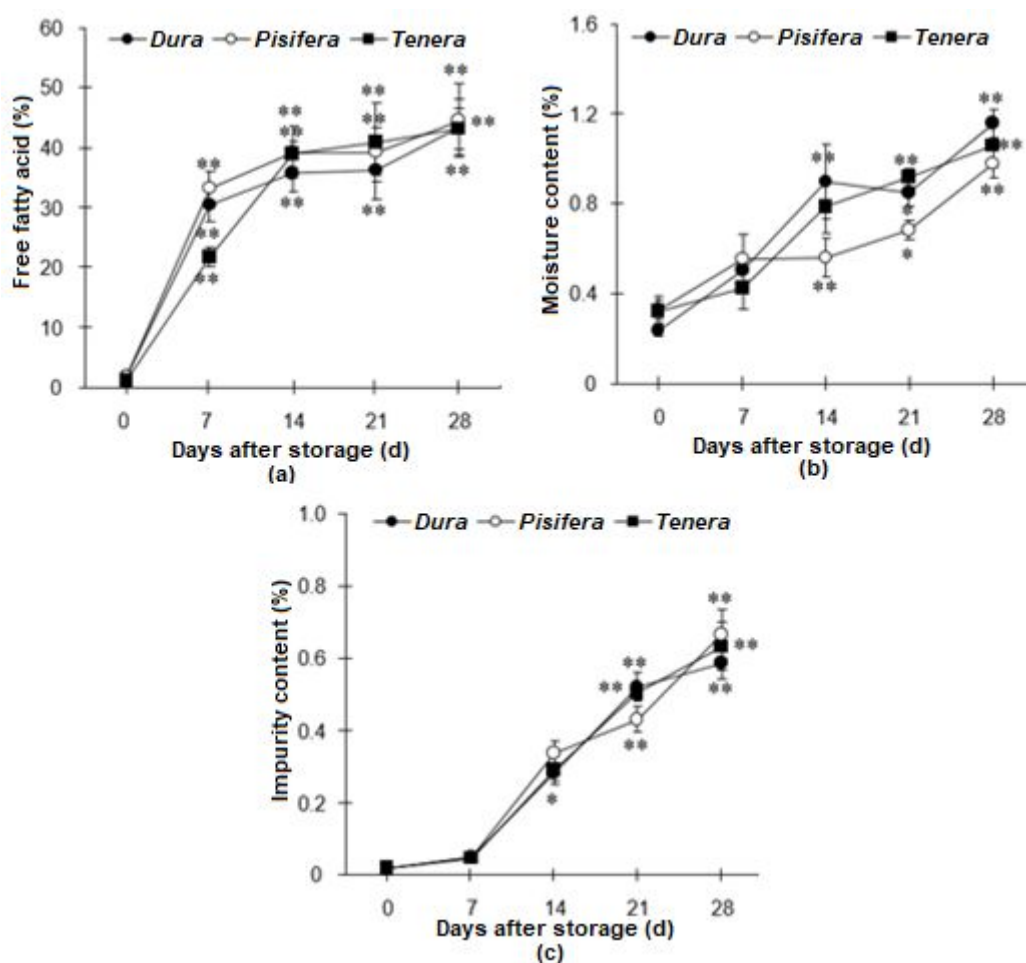 Dura Pisifera Tenera
Free fatty acid (%)
60
50
40
30
20
10
0
** ** ** ** ** ** ** ** ** ** ** **
0 7 14 21 28
Days after storage (d)
(a)
Dura Pisifera Tenera
Moisture content (%)
1.6
1.2
0.8
0.4
0
** ** ** * * ** ** **
0 7 14 21 28
Days after storage (d)
(b)
Dura Pisifera Tenera
Impurity content (%)
1.0
0.8
0.6
0.4
0.2
0
* ** ** ** ** ** **
0 7 14 21 28
Days after storage (d)
(c)